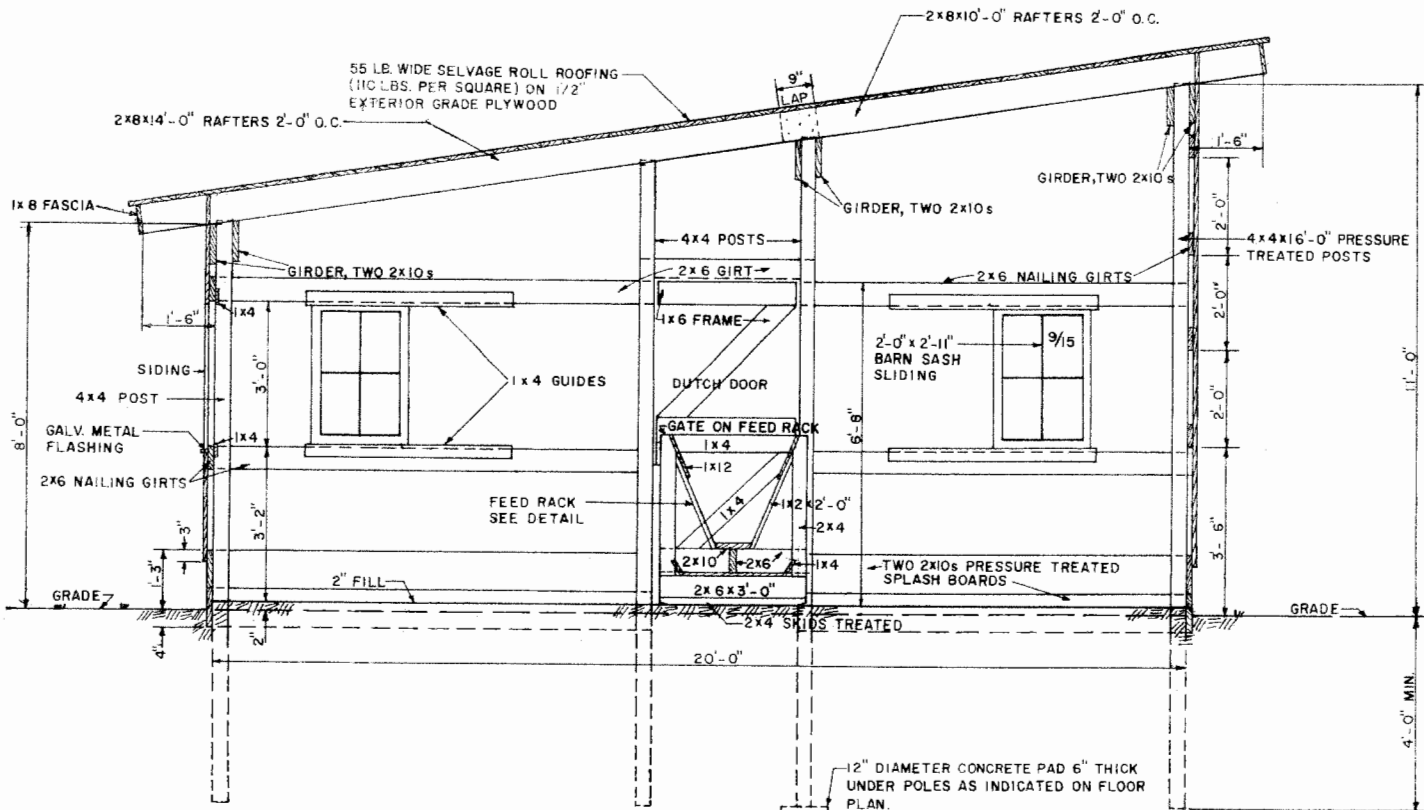 2x8x10'-0" RAFTERS 2'-0" O.C.
55 LB. WIDE SELVAGE ROLL ROOFING
(110 LBS. PER SQUARE) ON 1/2"
EXTERIOR GRADE PLYWOOD
9"
LAP
2x8x14'-0" RAFTERS 2'-0" O.C.
1'-6"
GIRDER, TWO 2x10s
1x8 FASCIA
GIRDER, TWO 2x10s
2'-0"
4x4 POSTS
4x4x16'-0" PRESSURE
TREATED POSTS
GIRDER, TWO 2x10s
2x6 GIRT
2x6 NAILING GIRTS
1'-6"
1x4
1x6 FRAME
2'-0"
11'-0"
SIDING
3'-0"
2'-0"x2'-11"
BARN SASH
SLIDING
9/15
4x4 POST
1x4 GUIDES
DUTCH DOOR
2-0"
8'-0"
GALV. METAL
FLASHING
1x4
GATE ON FEED RACK
6'-8"
1x4
1x12
2x6 NAILING GIRTS
FEED RACK
SEE DETAIL
1x4
1x2x2'-0"
2x4
3'-2"
3'-6"
3"
1'-3"
2x10
2x6
1x4
TWO 2x10s PRESSURE TREATED
SPLASH BOARDS
2" FILL
2x6x3'-0"
GRADE
GRADE
2x4 SKIDS TREATED
4"
2"
20'-0"
4'-0" MIN.
12" DIAMETER CONCRETE PAD 6" THICK
UNDER POLES AS INDICATED ON FLOOR
PLAN.